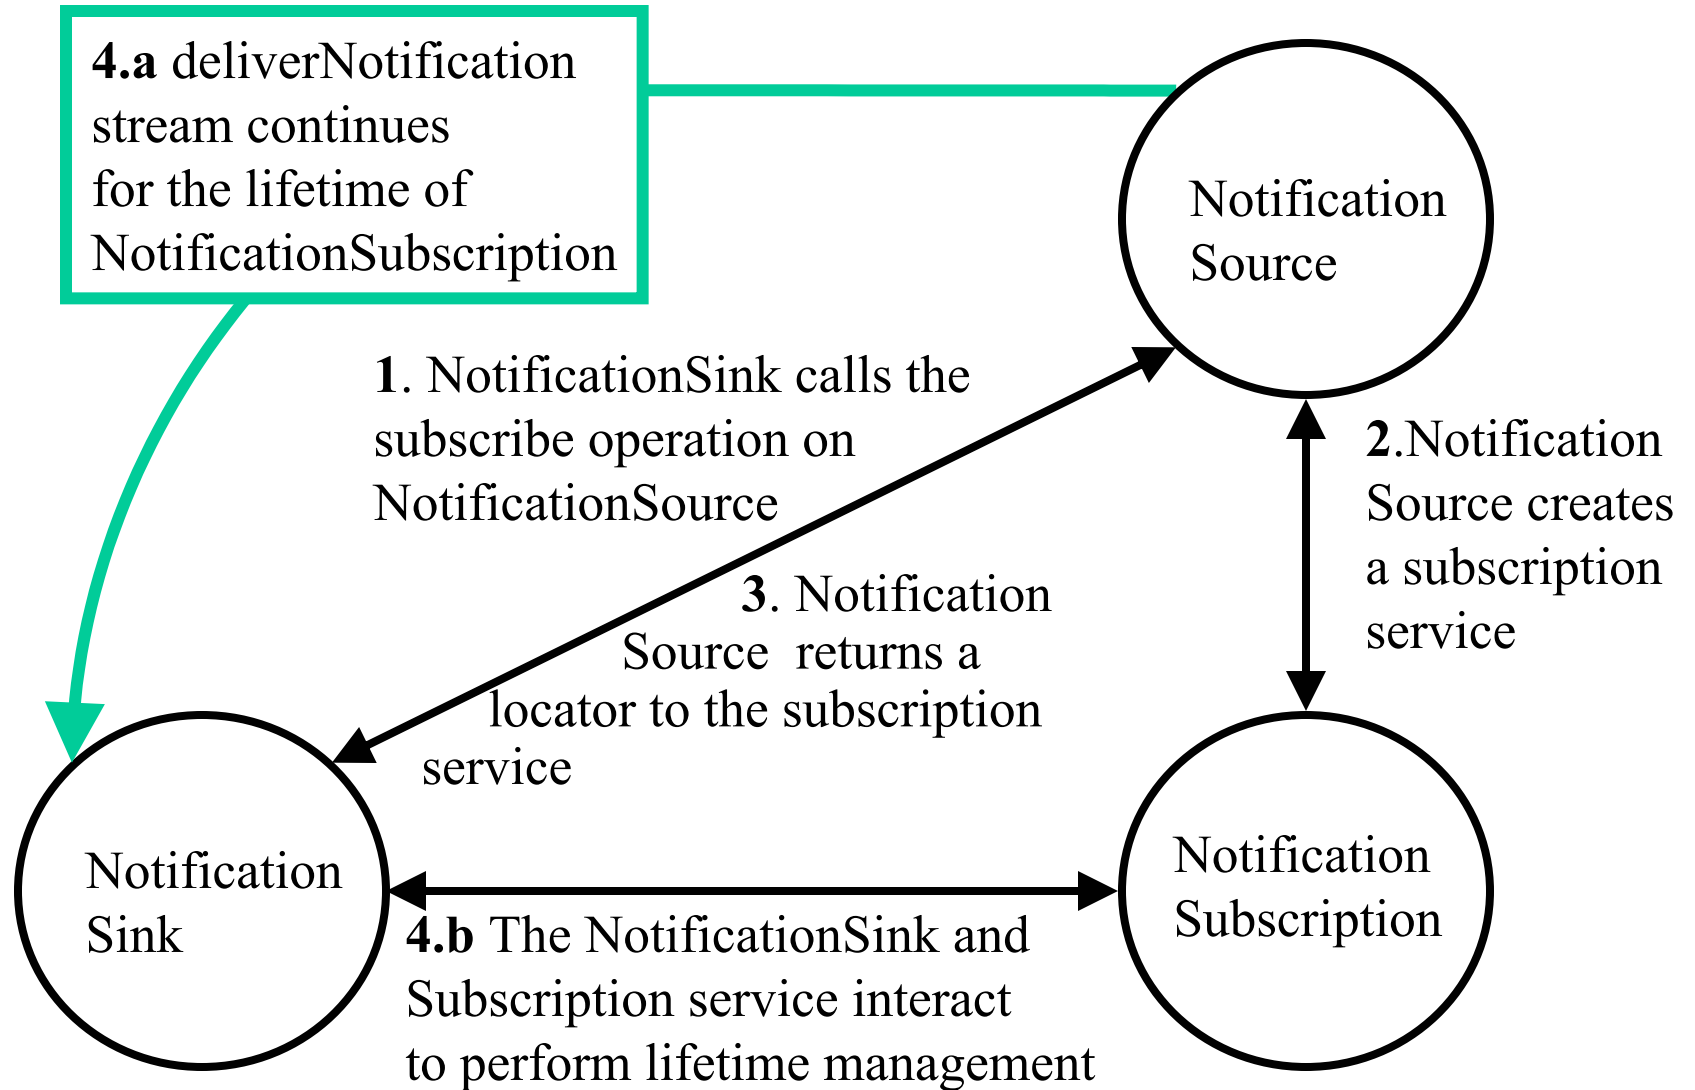 4.a deliverNotification
stream continues
for the lifetime of
NotificationSubscription
Notification
Source
1. NotificationSink calls the
subscribe operation on
NotificationSource
2.Notification
Source creates
a subscription
service
3. Notification
Source returns a
locator to the subscription
service
Notification
Sink
Notification
Subscription
4.b The NotificationSink and
Subscription service interact
to perform lifetime management